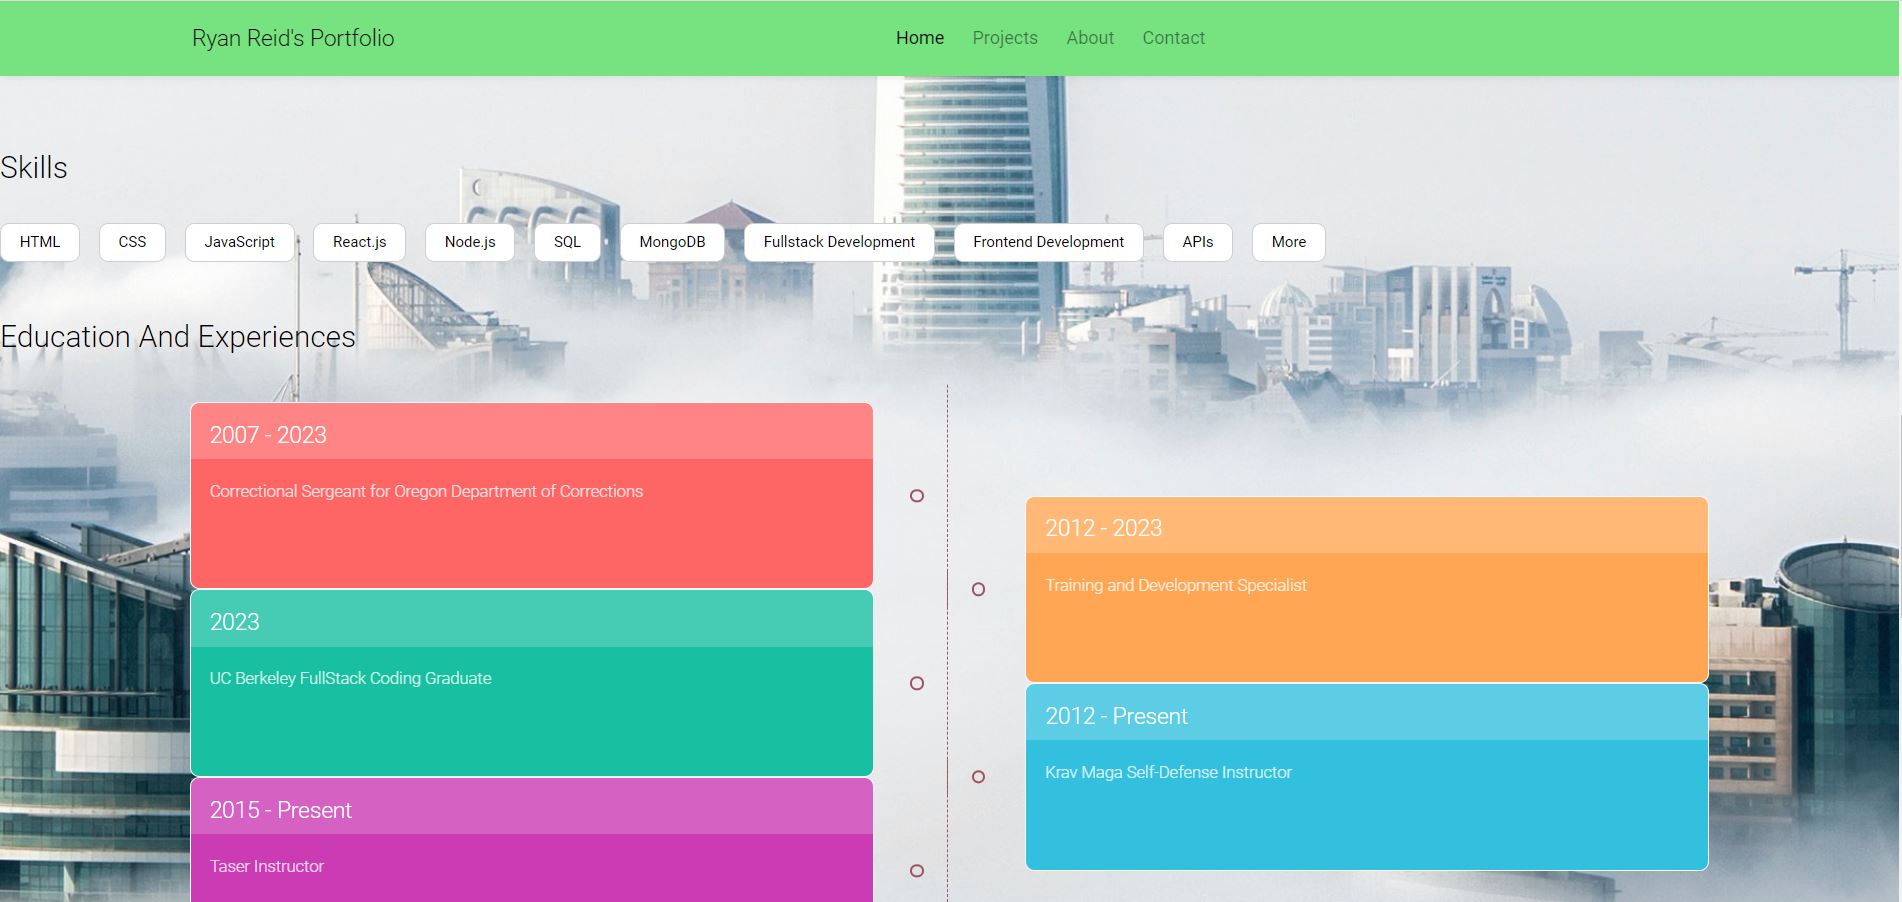 Ryan Reid's Portfolio
Home Projects About Contact
Skills
HTML CSS JavaScript React.js Node.js SQL MongoDB Fullstack Development Frontend Development APIs More
Education And Experiences
2007 - 2023
Correctional Sergeant for Oregon Department of Corrections
2012 - 2023
Training and Development Specialist
2023
UC Berkeley FullStack Coding Graduate
2012 - Present
Krav Maga Self-Defense Instructor
2015 - Present
Taser Instructor